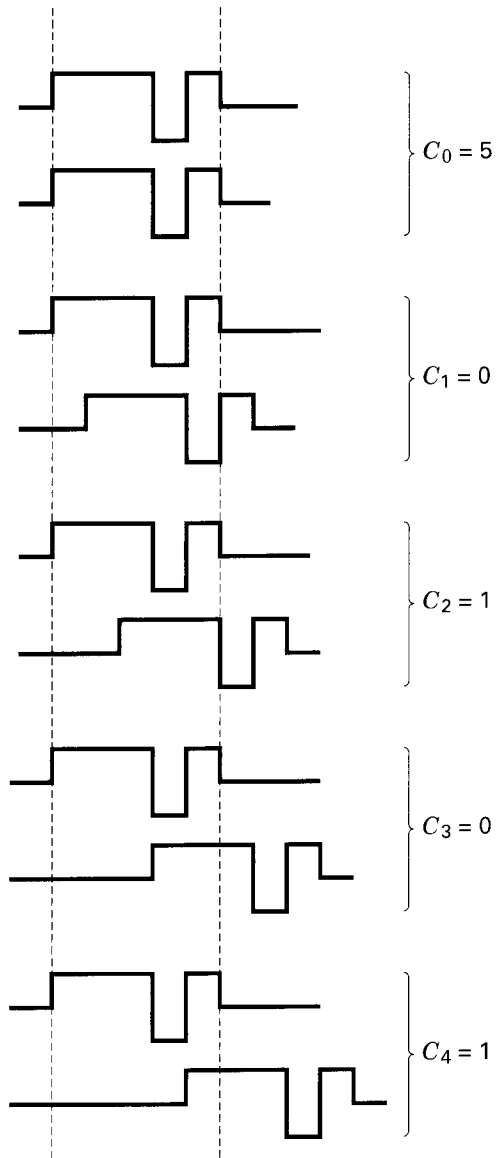 C₀ = 5
C₁ = 0
C₂ = 1
C₃ = 0
C₄ = 1